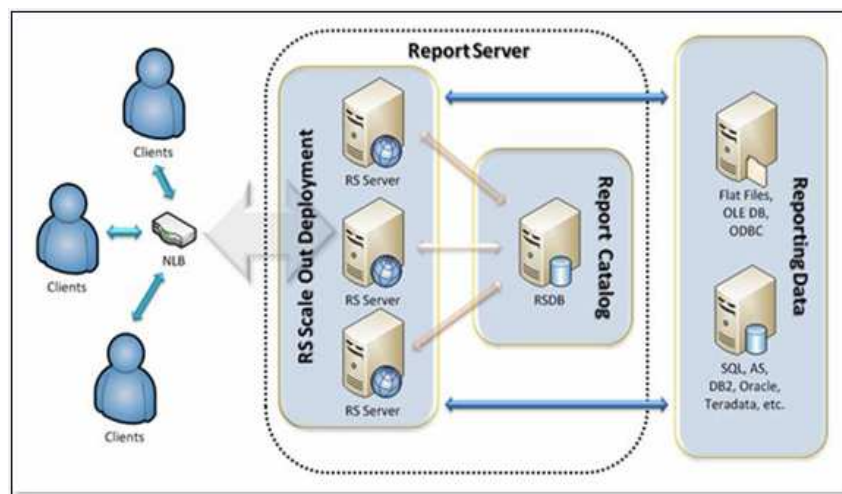 Report Server
Clients
Clients
Clients
NLB
RS Scale Out Deployment
RS Server
RS Server
RS Server
Report Catalog
RSDB
Reporting Data
Flat Files,
OLE DB,
ODBC
SQL, AS,
DB2, Oracle,
Teradata, etc.